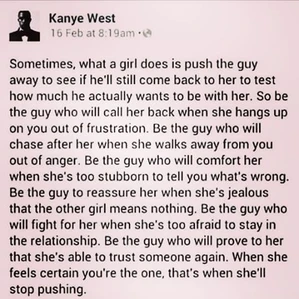 Kanye West
16 Feb at 8:19am •
Sometimes, what a girl does is push the guy
away to see if he'll still come back to her to test
how much he actually wants to be with her. So be
the guy who will call her back when she hangs up
on you out of frustration. Be the guy who will
chase after her when she walks away from you
out of anger. Be the guy who will comfort her
when she's too stubborn to tell you what's wrong.
Be the guy to reassure her when she's jealous
that the other girl means nothing. Be the guy who
will fight for her when she's too afraid to stay in
the relationship. Be the guy who will prove to her
that she's able to trust someone again. When she
feels certain you're the one, that's when she'll
stop pushing.